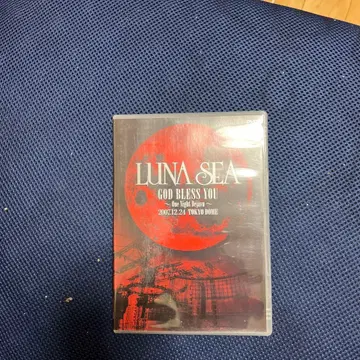 LUNA SEA
GOD BLESS YOU
～One Night Dejavu～
2007.12.24 TOKYO DOME